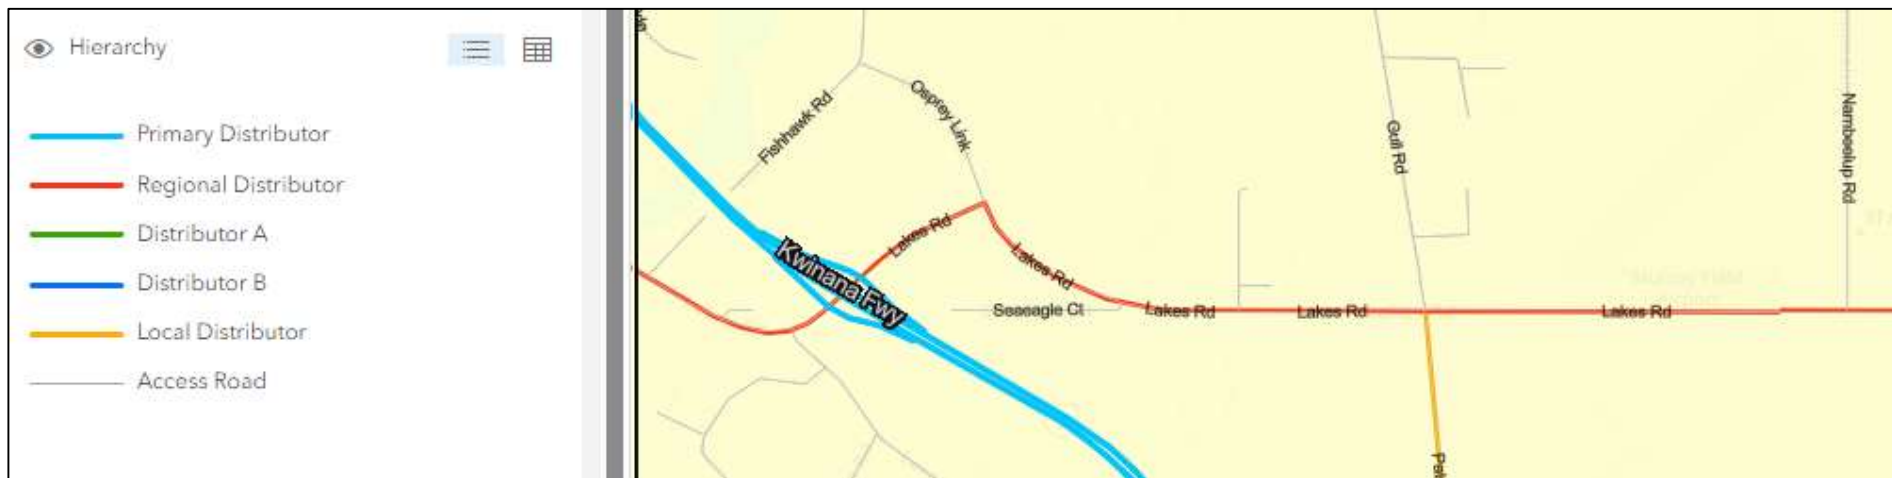 Hierarchy
Primary Distributor
Regional Distributor
Distributor A
Distributor B
Local Distributor
Access Road
Fishhawk Rd
Osprey Link
Gull Rd
Nambeelup Rd
Lakes Rd
Lakes Rd
Kwinana Fwy
Seaeagle Ct
Lakes Rd
Lakes Rd
Lakes Rd